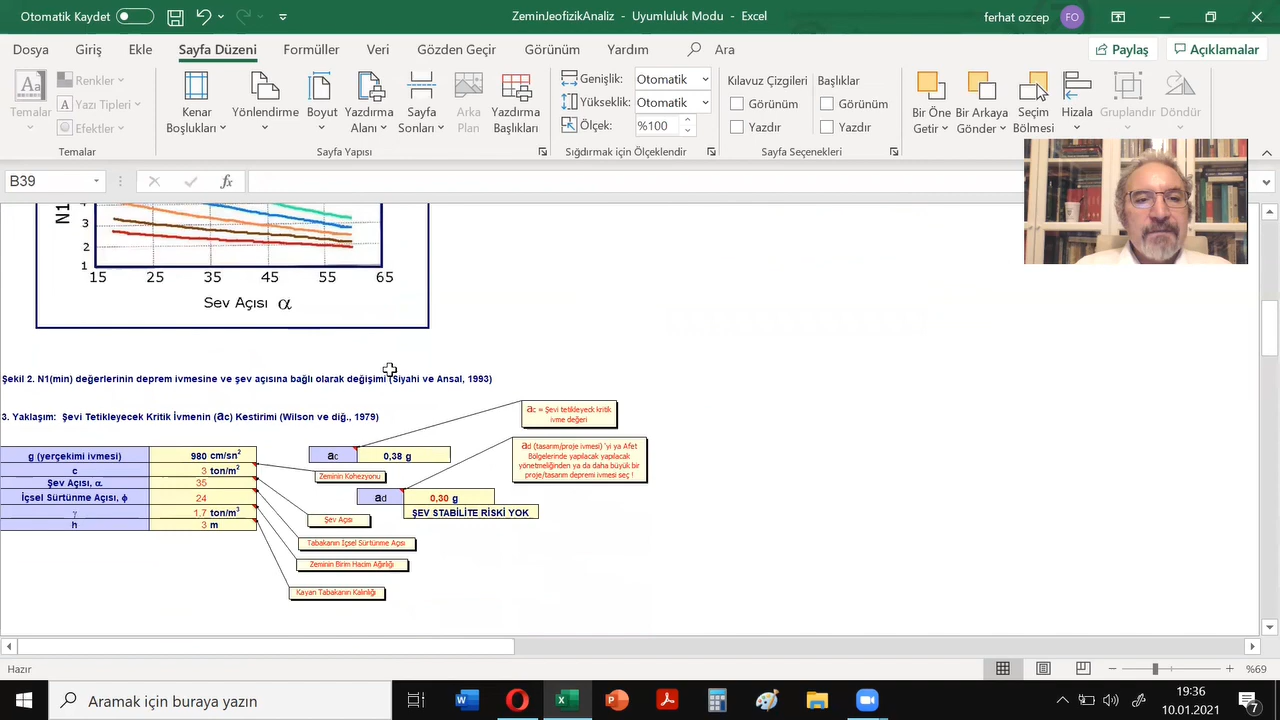 Otomatik Kaydet
ZeminJeofizikAnaliz - Uyumluluk Modu - Excel
ferhat ozcep
FO
Dosya
Giriş
Ekle
Sayfa Düzeni
Formüller
Veri
Gözden Geçir
Görünüm
Yardım
Ara
Paylaş
Açıklamalar
Temalar
Renkler
Yazı Tipleri
Efektler
Temalar
Kenar Boşlukları
Yönlendirme
Boyut
Yazdırma Alanı
Sayfa Sonları
Arka Plan
Yazdırma Başlıkları
Sayfa Yapısı
Genişlik: Otomatik
Yükseklik: Otomatik
Ölçek: %100
Sığdırmak için Ölçeklendir
Kılavuz Çizgileri
Görünüm
Yazdır
Başlıklar
Görünüm
Yazdır
Sayfa Seçenekleri
Bir Öne Getir
Bir Arkaya Gönder
Seçim Bölmesi
Hizala
Gruplandır
Döndür
B39
fx
N1
4
3
2
1
15 25 35 45 55 65
Sev Açısı α
Şekil 2. N1(min) değerlerinin deprem ivmesine ve şev açısına bağlı olarak değişimi (Siyahi ve Ansal, 1993)
3. Yaklaşım: Şevi Tetikleyecek Kritik İvmenin (ac) Kestirimi (Wilson ve diğ., 1979)
ac = Şevi tetikleyeck kritik ivme değeri
g (yerçekimi ivmesi) 980 cm/sn2
c 3 ton/m2
Şev Açısı, α 35
İçsel Sürtünme Açısı, ϕ 24
γ 1,7 ton/m3
h 3 m
ac 0,38 g
Zeminin Kohezyonu
ad 0,30 g
ŞEV STABİLİTE RİSKİ YOK
ad (tasarım/proje ivmesi) 'yi ya Afet
Bölgelerinde yapılacak yapılacak
yönetmeliğinden ya da daha büyük bir
proje/tasarım depremi ivmesi seç !
Şev Açısı
Tabakanın İçsel Sürtünme Açısı
Zeminin Birim Hacim Ağırlığı
Kayan Tabakanın Kalınlığı
Hazır
%69
Aramak için buraya yazın
19:36
10.01.2021
7